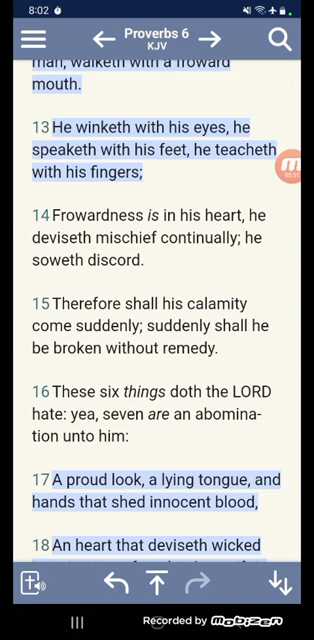 8:02
Proverbs 6
KJV
man, walketh with a froward
mouth.
13 He winketh with his eyes, he
speaketh with his feet, he teacheth
with his fingers;
14 Frowardness is in his heart, he
deviseth mischief continually; he
soweth discord.
15 Therefore shall his calamity
come suddenly; suddenly shall he
be broken without remedy.
16 These six things doth the LORD
hate: yea, seven are an abomina-
tion unto him:
17 A proud look, a lying tongue, and
hands that shed innocent blood,
18 An heart that deviseth wicked
Recorded by mobizen